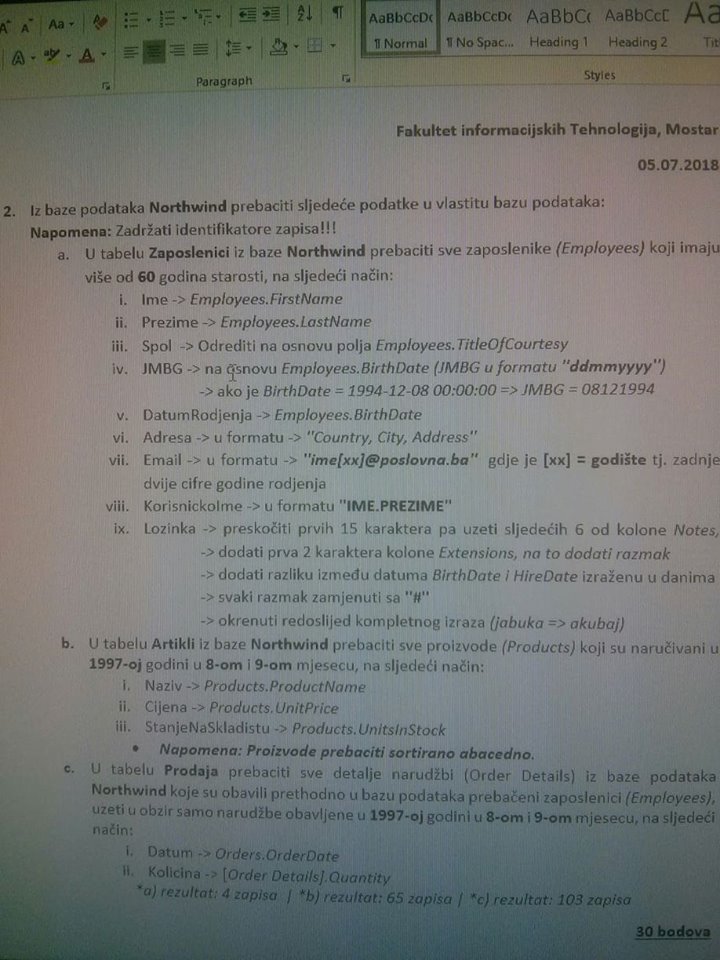 Aa
AaBbCcDc AaBbCcDc AaBbCc AaBbCcD
¶ Normal ¶ No Spac... Heading 1 Heading 2 Tit
Paragraph
Styles
Fakultet informacijskih Tehnologija, Mostar
05.07.2018
2. Iz baze podataka Northwind prebaciti sljedeće podatke u vlastitu bazu podataka:
Napomena: Zadržati identifikatore zapisa!!!
a. U tabelu Zaposlenici iz baze Northwind prebaciti sve zaposlenike (Employees) koji imaju
više od 60 godina starosti, na sljedeći način:
i. Ime -> Employees.FirstName
ii. Prezime -> Employees.LastName
iii. Spol -> Odrediti na osnovu polja Employees.TitleOfCourtesy
iv. JMBG -> na osnovu Employees.BirthDate (JMBG u formatu "ddmmyyyy")
-> ako je BirthDate = 1994-12-08 00:00:00 => JMBG = 08121994
v. DatumRodjenja -> Employees.BirthDate
vi. Adresa -> u formatu -> "Country, City, Address"
vii. Email -> u formatu -> "ime[xx]@poslovna.ba" gdje je [xx] = godište tj. zadnje
dvije cifre godine rodjenja
viii. KorisnickoIme -> u formatu "IME.PREZIME"
ix. Lozinka -> preskočiti prvih 15 karaktera pa uzeti sljedećih 6 od kolone Notes,
-> dodati prva 2 karaktera kolone Extensions, na to dodati razmak
-> dodati razliku između datuma BirthDate i HireDate izraženu u danima
-> svaki razmak zamjenuti sa "#"
-> okrenuti redoslijed kompletnog izraza (jabuka => akubaj)
b. U tabelu Artikli iz baze Northwind prebaciti sve proizvode (Products) koji su naručivani u
1997-oj godini u 8-om i 9-om mjesecu, na sljedeći način:
i. Naziv -> Products.ProductName
ii. Cijena -> Products.UnitPrice
iii. StanjeNaSkladistu -> Products.UnitsInStock
• Napomena: Proizvode prebaciti sortirano abacedno.
c. U tabelu Prodaja prebaciti sve detalje narudžbi (Order Details) iz baze podataka
Northwind koje su obavili prethodno u bazu podataka prebačeni zaposlenici (Employees),
uzeti u obzir samo narudžbe obavljene u 1997-oj godini u 8-om i 9-om mjesecu, na sljedeći
način:
i. Datum -> Orders.OrderDate
ii. Kolicina -> [Order Details].Quantity
*a) rezultat: 4 zapisa | *b) rezultat: 65 zapisa | *c) rezultat: 103 zapisa
30 bodova